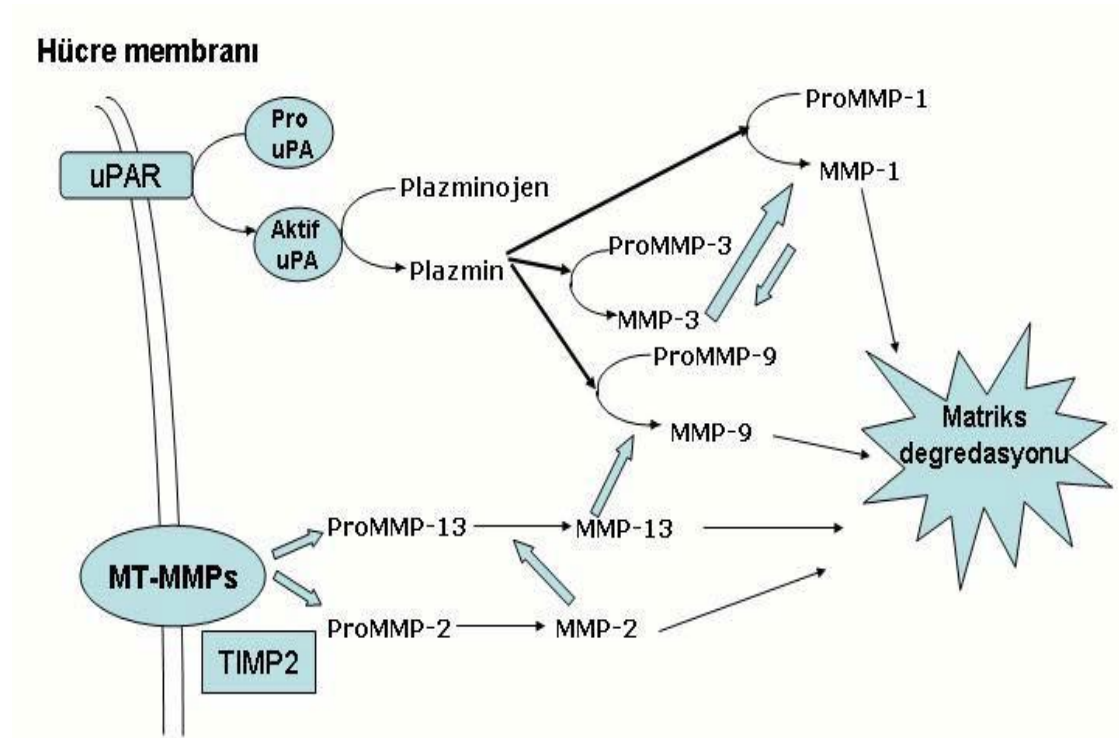 Hücre membranı
Pro
uPA
uPAR
Aktif
uPA
Plazminojen
Plazmin
ProMMP-1
MMP-1
ProMMP-3
MMP-3
ProMMP-9
MMP-9
Matriks
degredasyonu
ProMMP-13
MMP-13
MT-MMPs
ProMMP-2
MMP-2
TIMP2